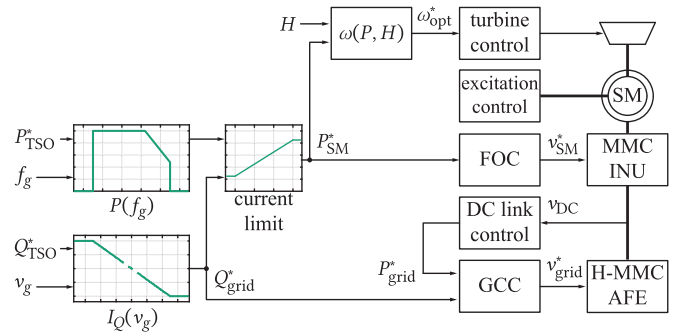 H
ω(P, H)
ω*opt
turbine control
excitation control
SM
P*TSO
fg
P(fg)
current limit
P*SM
FOC
v*SM
MMC INU
DC link control
vDC
Q*TSO
vg
IQ(vg)
Q*grid
P*grid
GCC
v*grid
H-MMC AFE